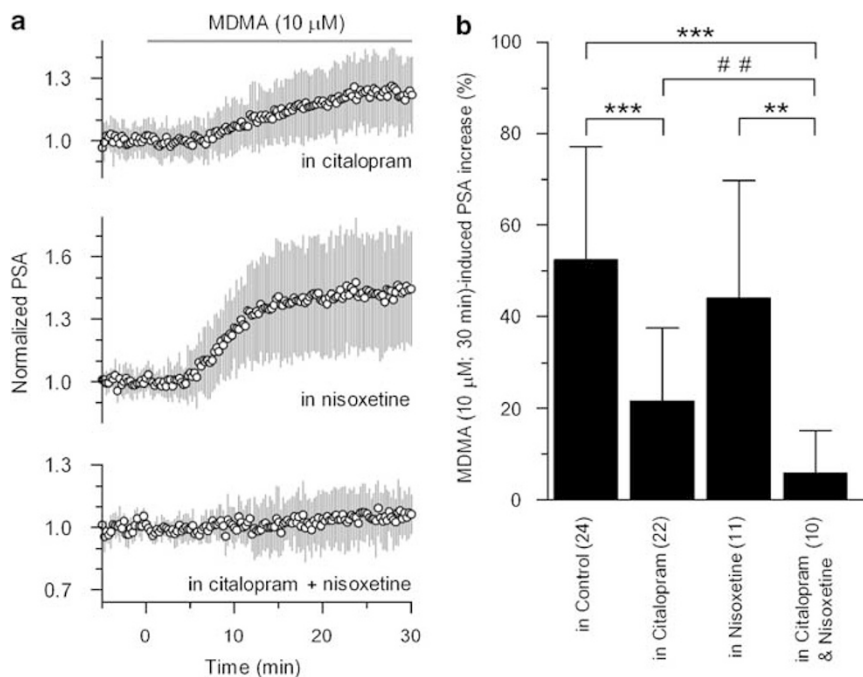 a
MDMA (10 µM)
Normalized PSA
1.3
1.0
in citalopram
1.6
1.3
1.0
in nisoxetine
1.3
1.0
0.7
in citalopram + nisoxetine
0
10
20
30
Time (min)
b
MDMA (10 µM; 30 min)-induced PSA increase (%)
100
80
60
40
20
0
***
# #
***
**
in Control (24)
in Citalopram (22)
in Nisoxetine (11)
in Citalopram (10)
& Nisoxetine